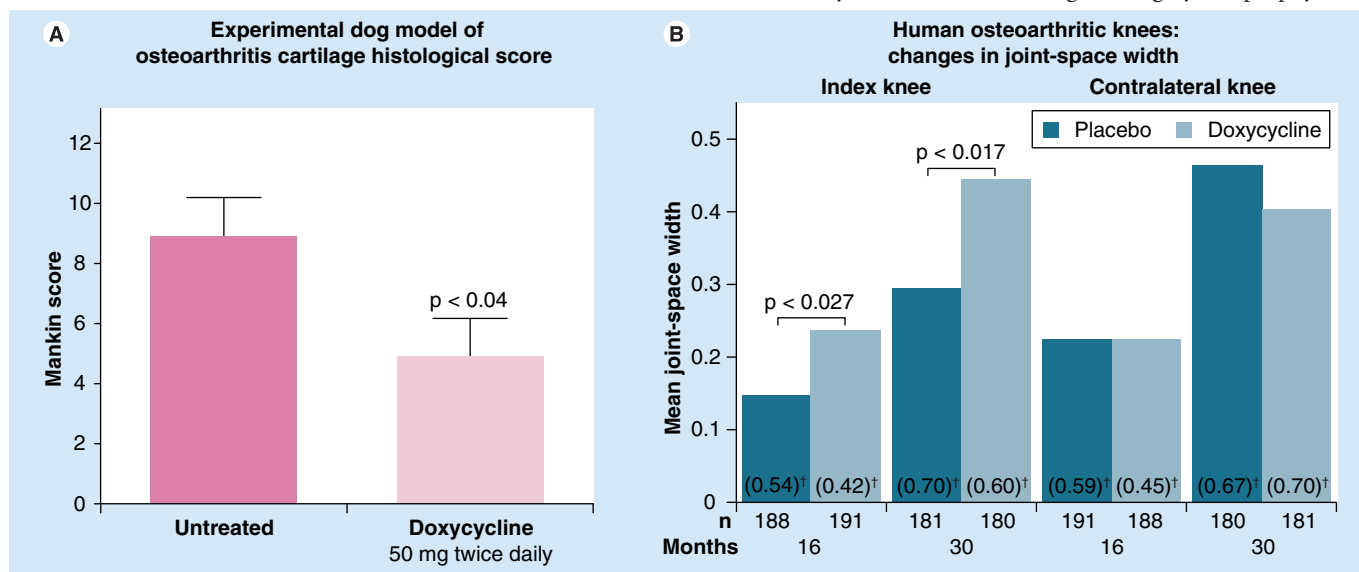 A
Experimental dog model of
osteoarthritis cartilage histological score
Mankin score
12
10
8
6
4
2
0
p < 0.04
Untreated
Doxycycline
50 mg twice daily
B
Human osteoarthritic knees:
changes in joint-space width
Index knee Contralateral knee
Placebo Doxycycline
Mean joint-space width
0.5
0.4
0.3
0.2
0.1
0
p < 0.027
p < 0.017
(0.54)† (0.42)† (0.70)† (0.60)† (0.59)† (0.45)† (0.67)† (0.70)†
n 188 191 181 180 191 188 180 181
Months 16 30 16 30